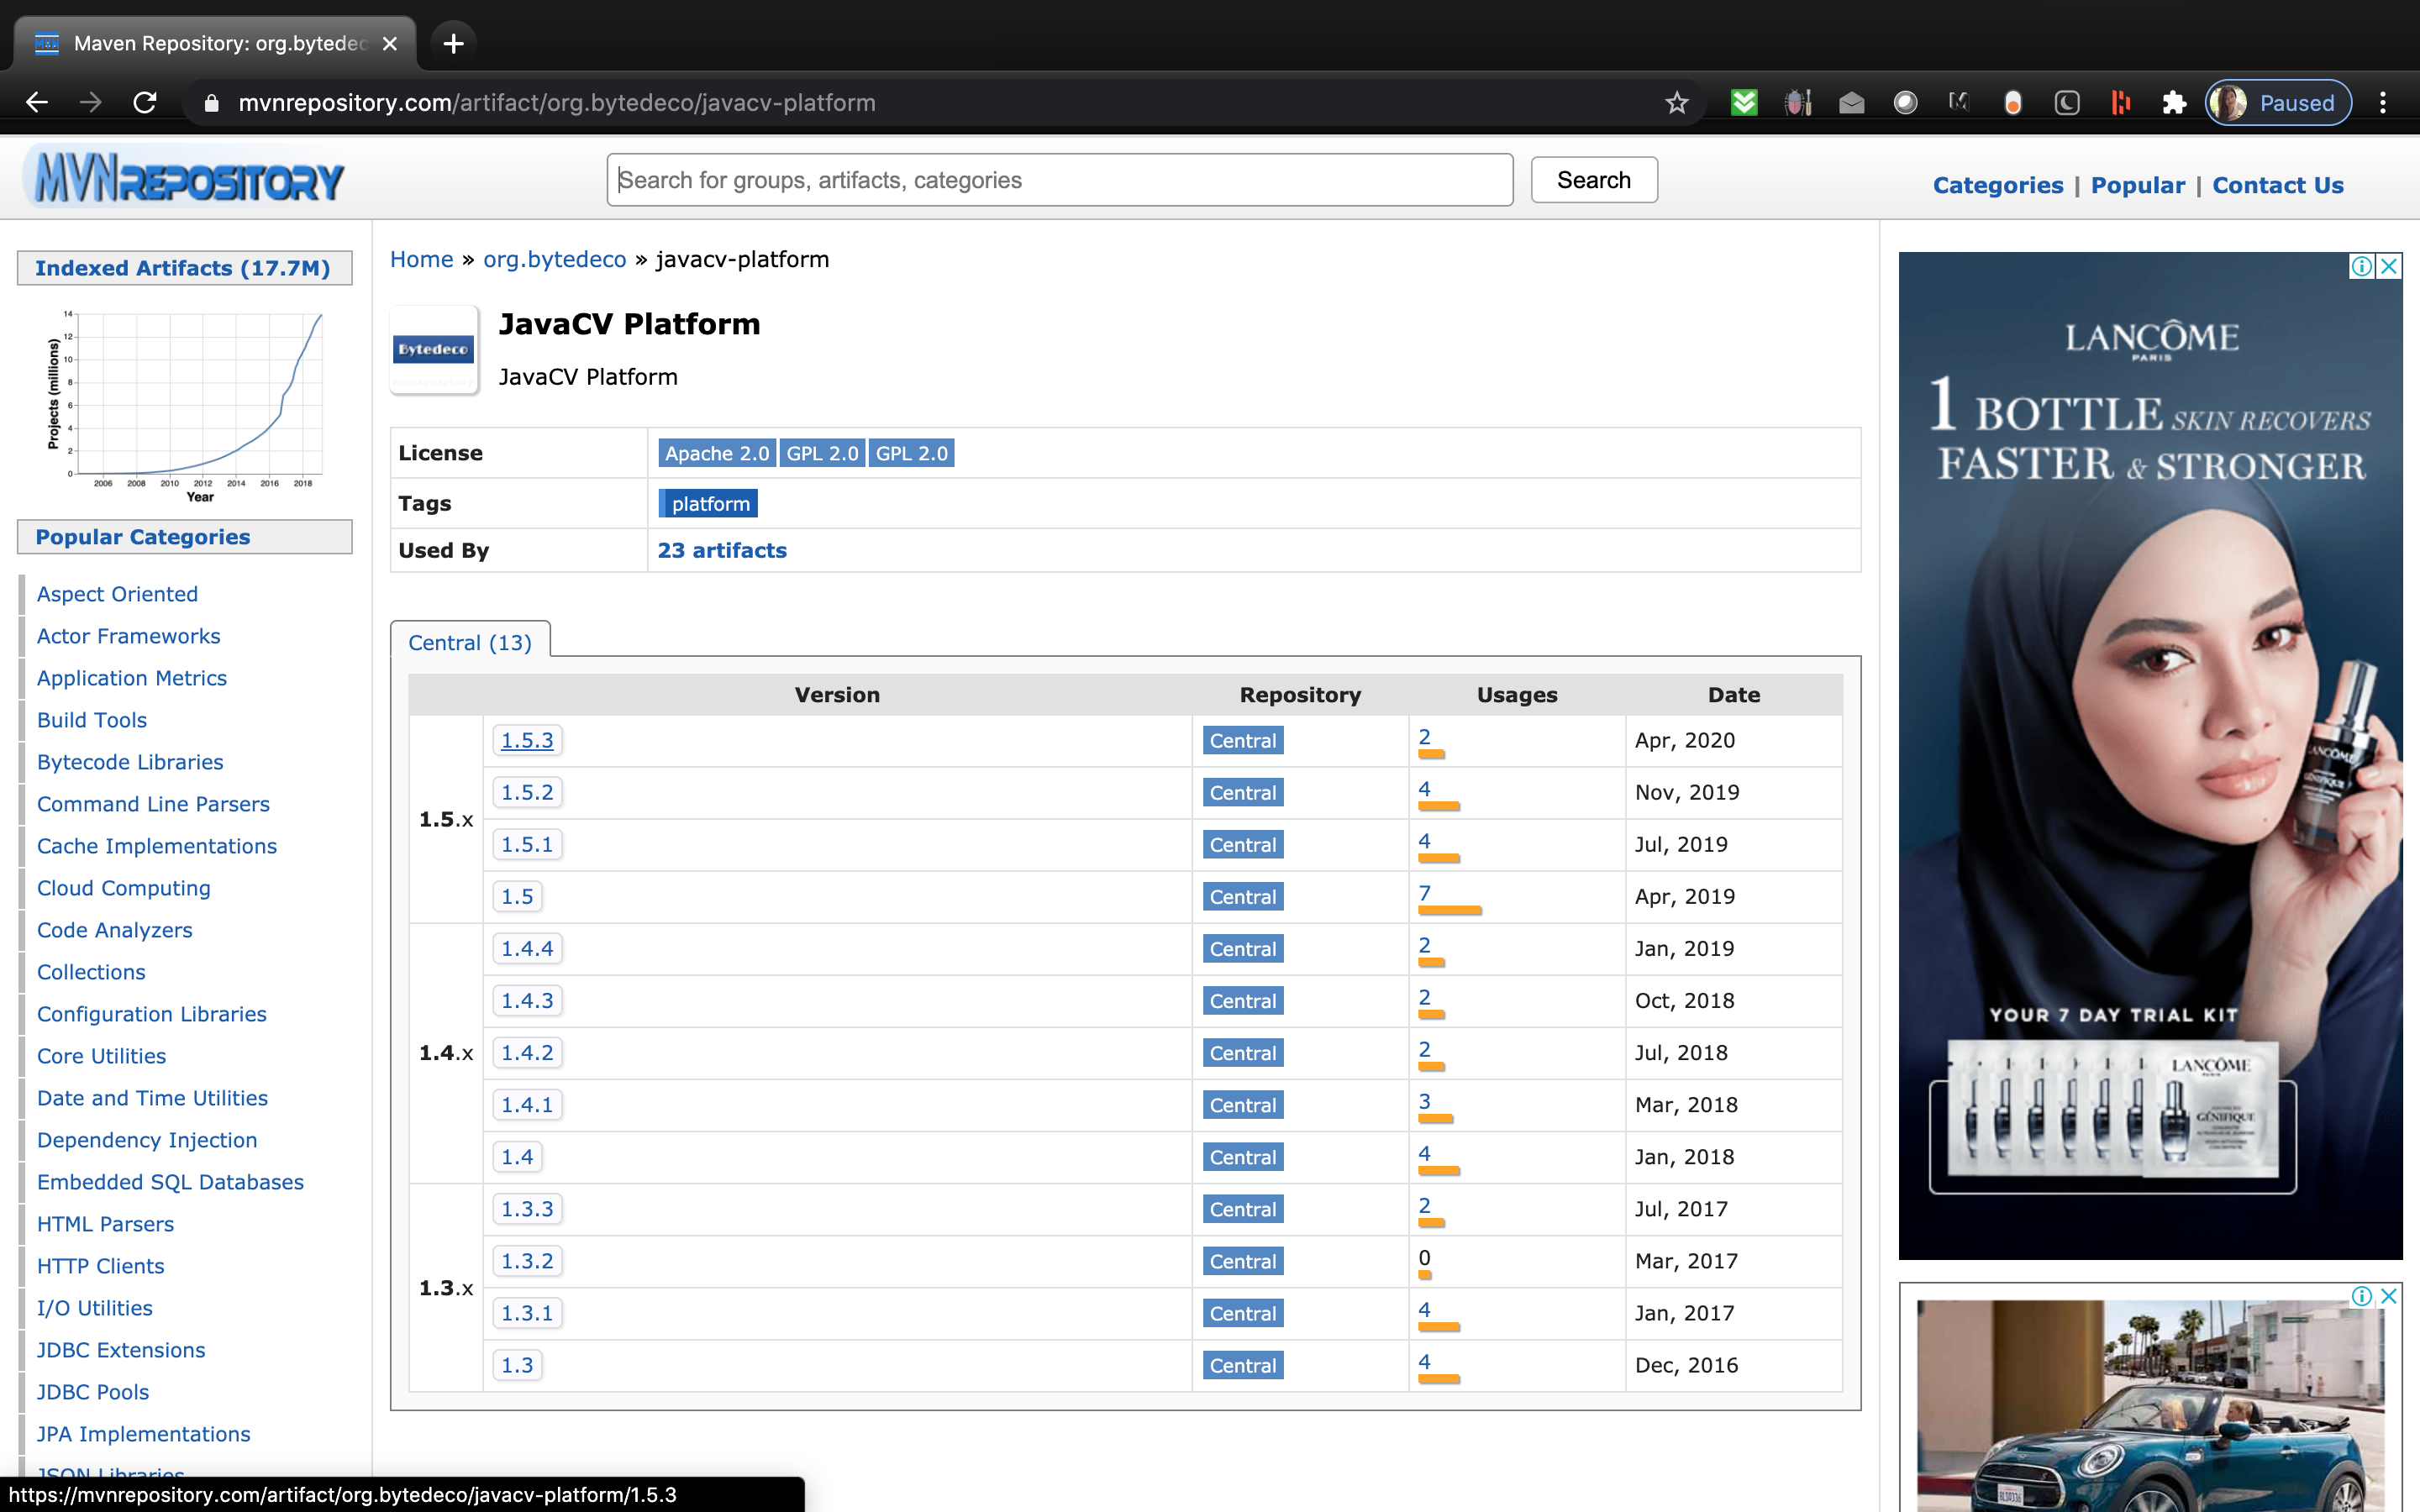 Maven Repository: org.bytedec
mvnrepository.com/artifact/org.bytedeco/javacv-platform
Paused
MVNREPOSITORY
Search for groups, artifacts, categories
Search
Categories | Popular | Contact Us
Indexed Artifacts (17.7M)
Projects (millions)
14
12
10
8
6
4
2
0
2006 2008 2010 2012 2014 2016 2018
Year
Popular Categories
Aspect Oriented
Actor Frameworks
Application Metrics
Build Tools
Bytecode Libraries
Command Line Parsers
Cache Implementations
Cloud Computing
Code Analyzers
Collections
Configuration Libraries
Core Utilities
Date and Time Utilities
Dependency Injection
Embedded SQL Databases
HTML Parsers
HTTP Clients
I/O Utilities
JDBC Extensions
JDBC Pools
JPA Implementations
JSON Libraries
https://mvnrepository.com/artifact/org.bytedeco/javacv-platform/1.5.3
Home » org.bytedeco » javacv-platform
Bytedeco
JavaCV Platform
JavaCV Platform
License Apache 2.0 GPL 2.0 GPL 2.0
Tags platform
Used By 23 artifacts
Central (13)
Version Repository Usages Date
1.5.x
1.5.3 Central 2 Apr, 2020
1.5.2 Central 4 Nov, 2019
1.5.1 Central 4 Jul, 2019
1.5 Central 7 Apr, 2019
1.4.x
1.4.4 Central 2 Jan, 2019
1.4.3 Central 2 Oct, 2018
1.4.2 Central 2 Jul, 2018
1.4.1 Central 3 Mar, 2018
1.4 Central 4 Jan, 2018
1.3.x
1.3.3 Central 2 Jul, 2017
1.3.2 Central 0 Mar, 2017
1.3.1 Central 4 Jan, 2017
1.3 Central 4 Dec, 2016
LANCÔME
PARIS
1 BOTTLE SKIN RECOVERS
FASTER & STRONGER
LANCÔME
GÉNIFIQUE
YOUR 7 DAY TRIAL KIT
LANCÔME
PARIS
GÉNIFIQUE